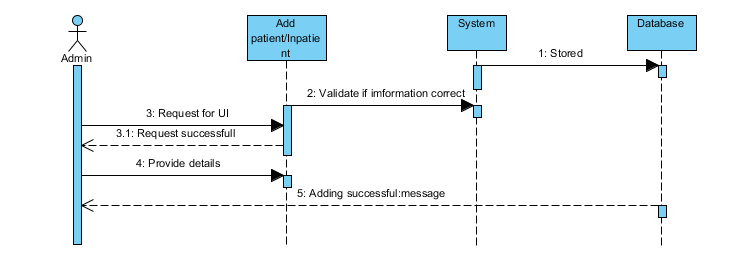 Admin
Add
patient/Inpatie
nt
System
Database
1: Stored
2: Validate if imformation correct
3: Request for UI
3.1: Request successfull
4: Provide details
5: Adding successful:message